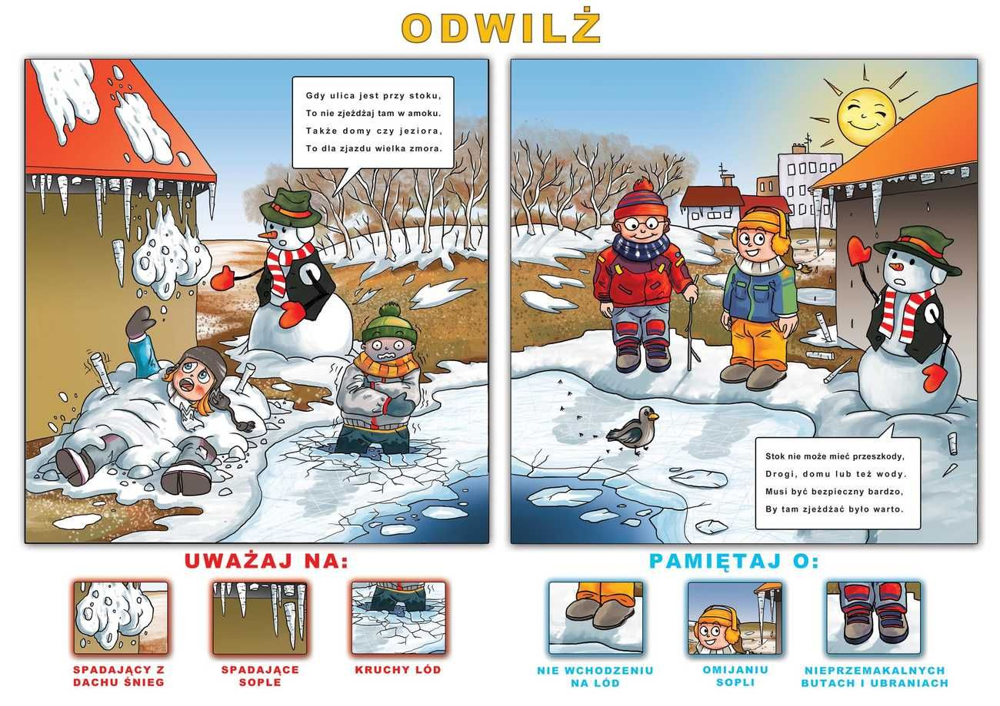 ODWILŻ
Gdy ulica jest przy stoku,
To nie zjeżdżaj tam w amoku.
Także domy czy jeziora,
To dla zjazdu wielka zmora.
Stok nie może mieć przeszkody,
Drogi, domu lub też wody.
Musi być bezpieczny bardzo,
By tam zjeżdżać było warto.
UWAŻAJ NA:
SPADAJĄCY Z
DACHU ŚNIEG
SPADAJĄCE
SOPLE
KRUCHY LÓD
PAMIĘTAJ O:
NIE WCHODZENIU
NA LÓD
OMIJANIU
SOPLI
NIEPRZEMAKALNYCH
BUTACH I UBRANIACH